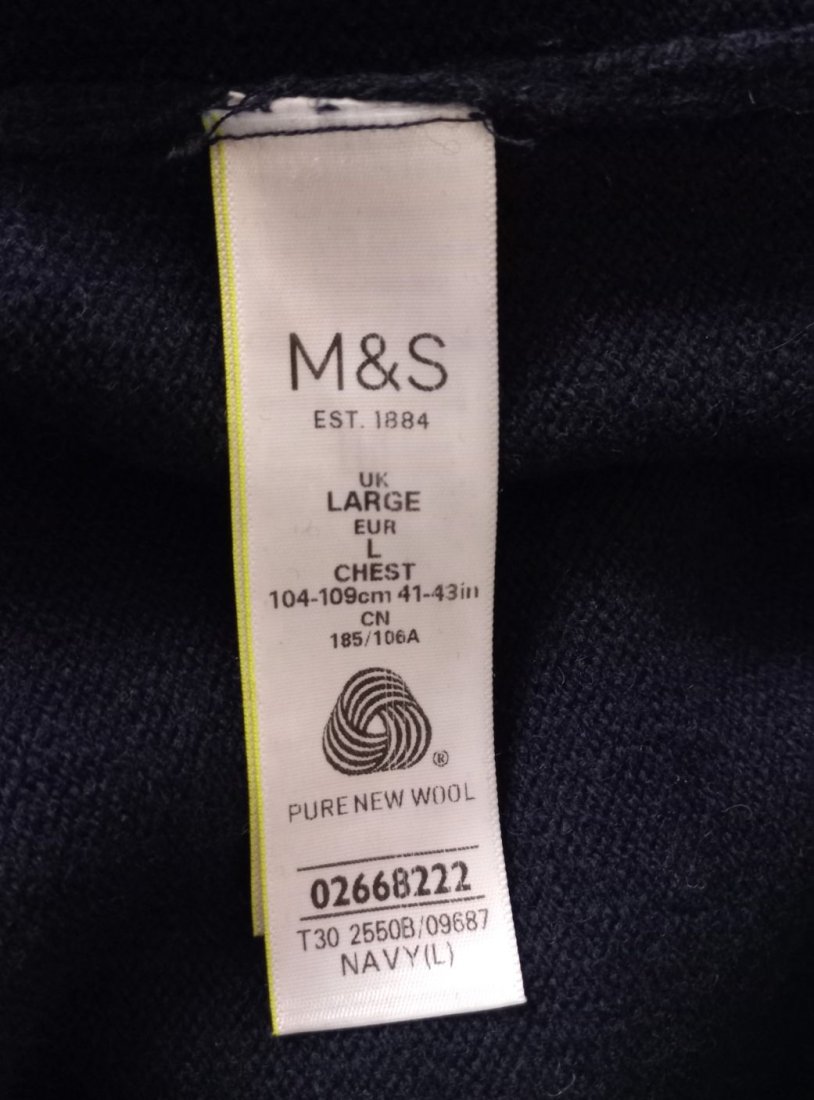 M&S
EST. 1884
UK
LARGE
EUR
L
CHEST
104-109cm 41-43in
CN
185/106A
®
PURE NEW WOOL
02668222
T30 2550B/09687
NAVY(L)